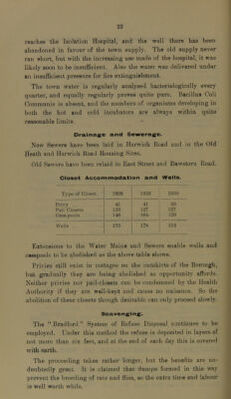 22
reaches the Isolation Hospital, and the well there has been
abandoned in favour of the town supply. The old supply never
ran short, but with the increasing use made of the hospital, it was
likely soon to be insufficient. Also the water was delivered under
an insufficient pressure for fire extinguishment.
The town water is regularly analysed bacteriologically every
quarter, and equally regularly proves quite pure. Bacillus Coli
Communis is absent, and the numbers of organisms developing in
both the hot and cold incubators are always within quite
reasonable limits.
Drainage and Sewerage.
New Sewers have been laid in Harwich Road and in the Old
Heath and Harwich Road Housing Sites.
Old Sewers have been relaid in East Street and Dawsters Road.
Closet Accommodation and Wells.
Type of Closet.
Privy
Pail Closets
Cesspools
Wells
Extensions to the Water Mains and Sewers enable wells and
cesspools to be abolished as the above table shows.
Privies still exist in cottages on the outskirts of the Borough,
but gradually they are being abolished as opportunity affords.
Neither privies nor pail-closets can be condemned by the Health
Authority if they are well-kept and cause no nuisance. So the
abolition of these closets though desirable can only proceed slowly.
Scavenging.
The "Bradford" System of Refuse Disposal continues to be
employed. Under this method the refuse is deposited in layers of
not more than six feet, and at the end of each day this is covered
with earth.
The proceeding takes rather longer, but the benefits are un-
doubtedly great. It is claimed that dumps formed in this way
prevent the breeding of rats and flies, so the extra time and labour
is well worth while.